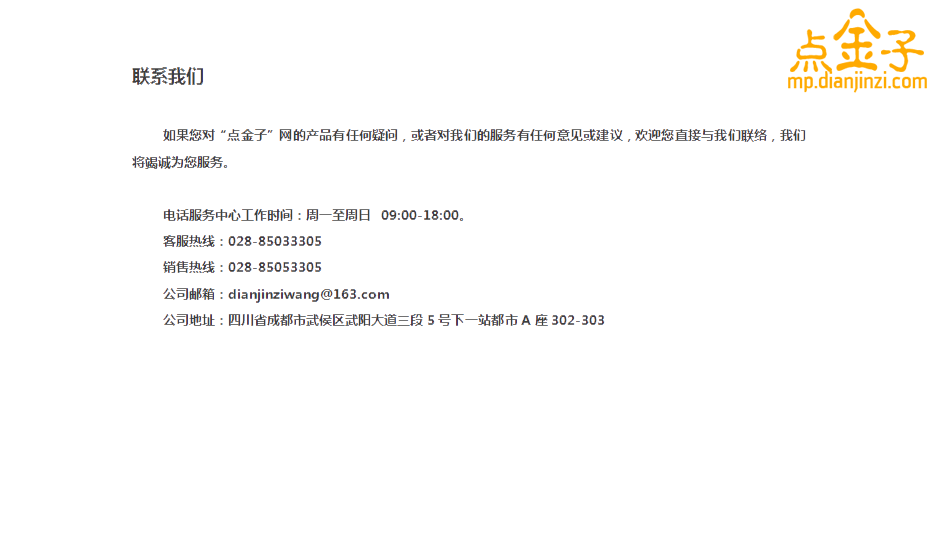 点金子
mp.dianjinzi.com
联系我们
如果您对“点金子”网的产品有任何疑问，或者对我们的服务有任何意见或建议，欢迎您直接与我们联络，我们
将竭诚为您服务。
电话服务中心工作时间：周一至周日 09:00-18:00。
客服热线：028-85033305
销售热线：028-85053305
公司邮箱：dianjinziwang@163.com
公司地址：四川省成都市武侯区武阳大道三段 5 号下一站都市 A 座 302-303